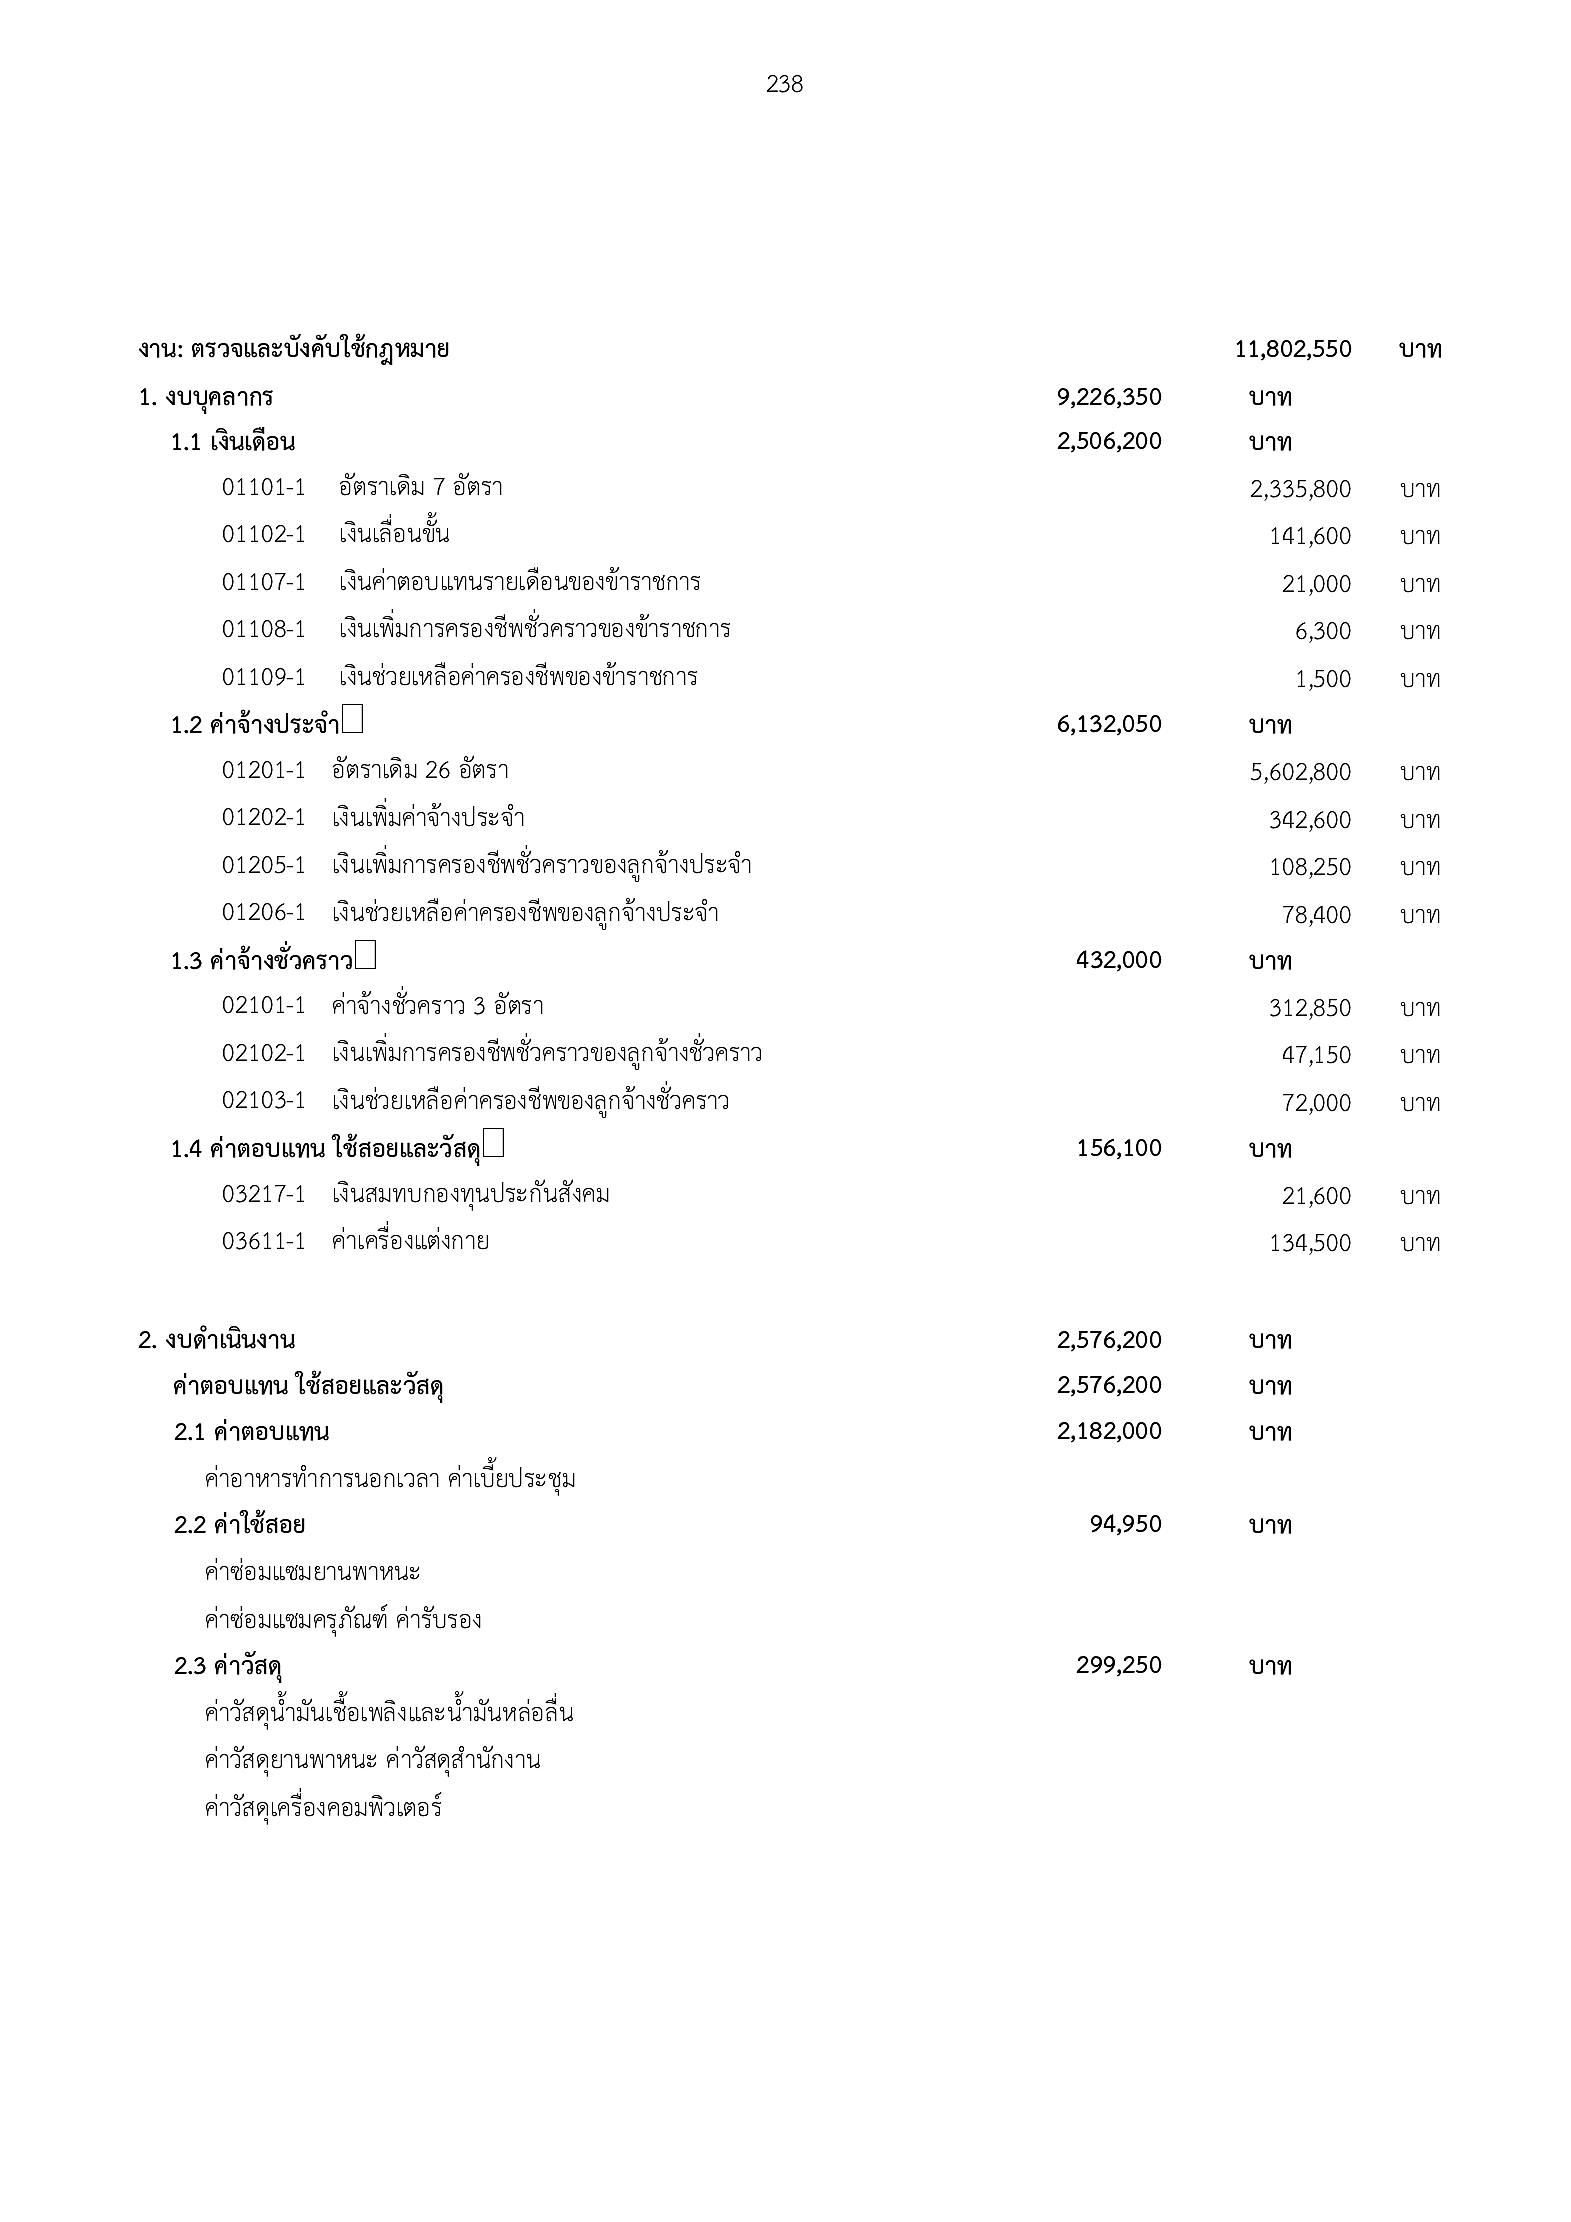 238
งาน: ตรวจและบังคับใช้กฎหมาย 11,802,550 บาท
1. งบบุคลากร 9,226,350 บาท
1.1 เงินเดือน 2,506,200 บาท
01101-1 อัตราเดิม 7 อัตรา 2,335,800 บาท
01102-1 เงินเลื่อนขั้น 141,600 บาท
01107-1 เงินค่าตอบแทนรายเดือนของข้าราชการ 21,000 บาท
01108-1 เงินเพิ่มการครองชีพชั่วคราวของข้าราชการ 6,300 บาท
01109-1 เงินช่วยเหลือค่าครองชีพของข้าราชการ 1,500 บาท
1.2 ค่าจ้างประจำ 6,132,050 บาท
01201-1 อัตราเดิม 26 อัตรา 5,602,800 บาท
01202-1 เงินเพิ่มค่าจ้างประจำ 342,600 บาท
01205-1 เงินเพิ่มการครองชีพชั่วคราวของลูกจ้างประจำ 108,250 บาท
01206-1 เงินช่วยเหลือค่าครองชีพของลูกจ้างประจำ 78,400 บาท
1.3 ค่าจ้างชั่วคราว 432,000 บาท
02101-1 ค่าจ้างชั่วคราว 3 อัตรา 312,850 บาท
02102-1 เงินเพิ่มการครองชีพชั่วคราวของลูกจ้างชั่วคราว 47,150 บาท
02103-1 เงินช่วยเหลือค่าครองชีพของลูกจ้างชั่วคราว 72,000 บาท
1.4 ค่าตอบแทน ใช้สอยและวัสดุ 156,100 บาท
03217-1 เงินสมทบกองทุนประกันสังคม 21,600 บาท
03611-1 ค่าเครื่องแต่งกาย 134,500 บาท
2. งบดำเนินงาน 2,576,200 บาท
ค่าตอบแทน ใช้สอยและวัสดุ 2,576,200 บาท
2.1 ค่าตอบแทน 2,182,000 บาท
ค่าอาหารทำการนอกเวลา ค่าเบี้ยประชุม
2.2 ค่าใช้สอย 94,950 บาท
ค่าซ่อมแซมยานพาหนะ
ค่าซ่อมแซมครุภัณฑ์ ค่ารับรอง
2.3 ค่าวัสดุ 299,250 บาท
ค่าวัสดุน้ำมันเชื้อเพลิงและน้ำมันหล่อลื่น
ค่าวัสดุยานพาหนะ ค่าวัสดุสำนักงาน
ค่าวัสดุเครื่องคอมพิวเตอร์